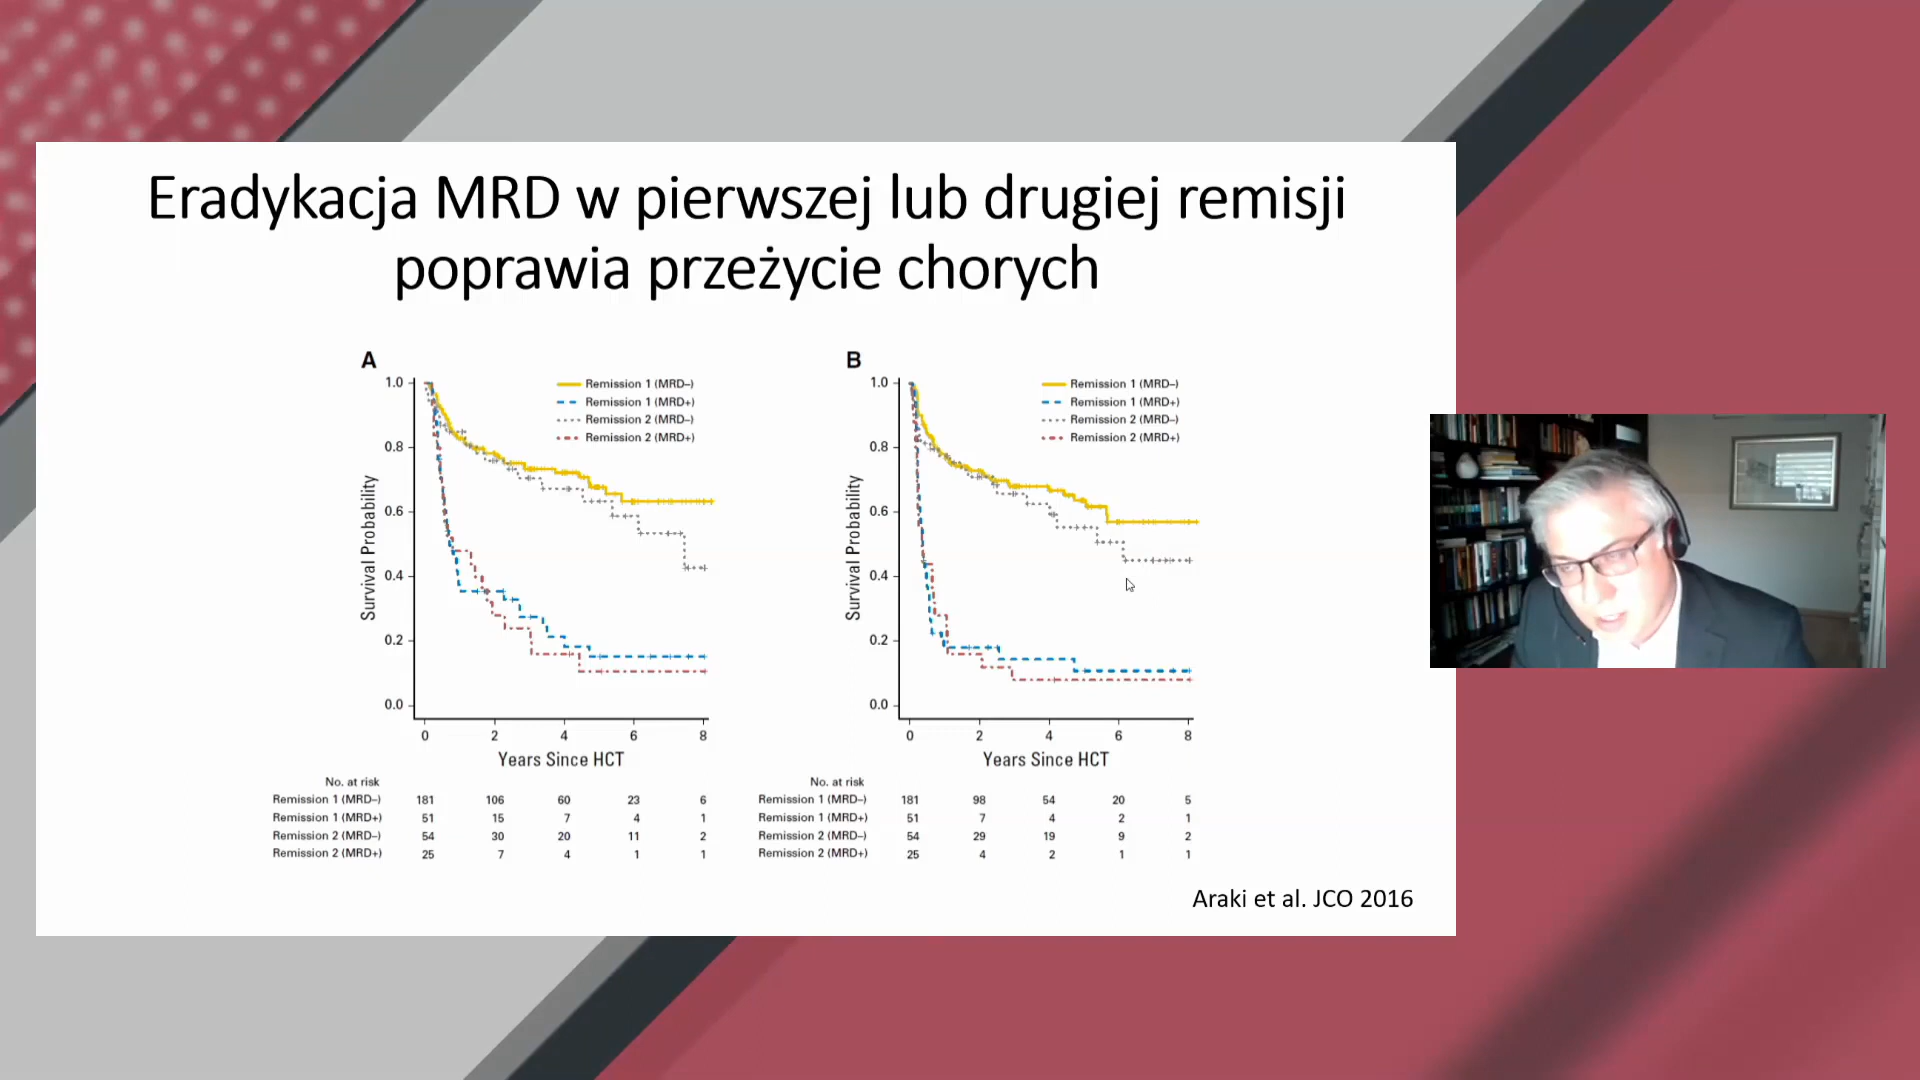 Eradykacja MRD w pierwszej lub drugiej remisji
poprawia przeżycie chorych
A
1.0
0.8
0.6
0.4
0.2
0.0
Survival Probability
Remission 1 (MRD–)
Remission 1 (MRD+)
Remission 2 (MRD–)
Remission 2 (MRD+)
0 2 4 6 8
Years Since HCT
No. at risk
Remission 1 (MRD–) 181 106 60 23 6
Remission 1 (MRD+) 51 15 7 4 1
Remission 2 (MRD–) 54 30 20 11 2
Remission 2 (MRD+) 25 7 4 1 1
B
1.0
0.8
0.6
0.4
0.2
0.0
Survival Probability
Remission 1 (MRD–)
Remission 1 (MRD+)
Remission 2 (MRD–)
Remission 2 (MRD+)
0 2 4 6 8
Years Since HCT
No. at risk
Remission 1 (MRD–) 181 98 54 20 5
Remission 1 (MRD+) 51 7 4 2 1
Remission 2 (MRD–) 54 29 19 9 2
Remission 2 (MRD+) 25 4 2 1 1
Araki et al. JCO 2016